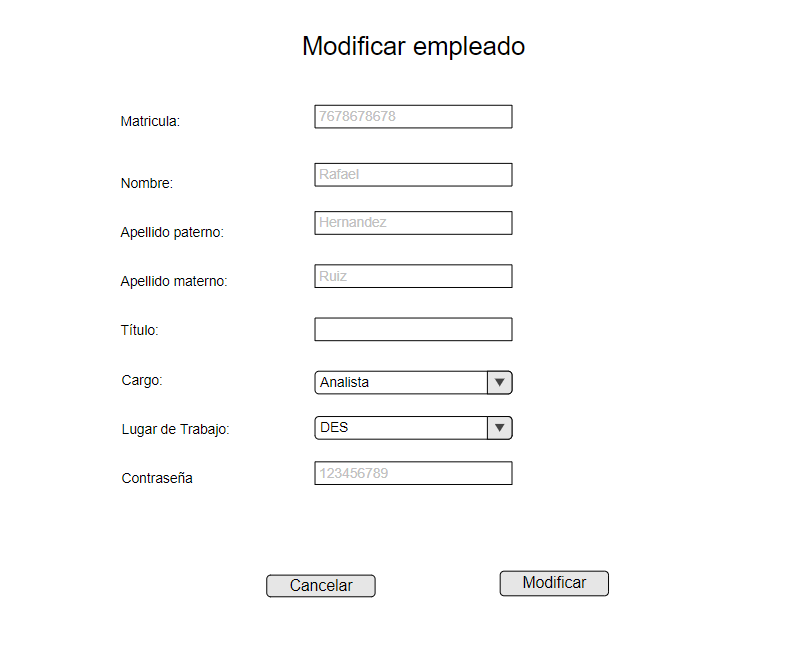 Modificar empleado
Matricula: 7678678678
Nombre: Rafael
Apellido paterno: Hernandez
Apellido materno: Ruiz
Título:
Cargo: Analista
Lugar de Trabajo: DES
Contraseña 123456789
Cancelar Modificar